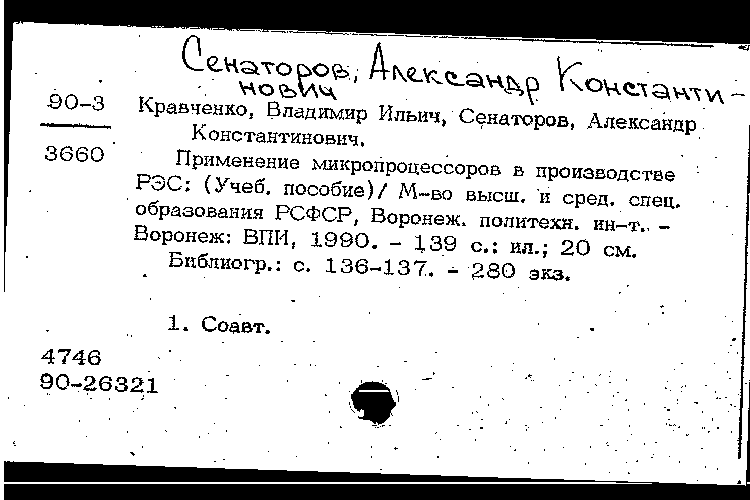 Сенаторов, Александр Константи-
нович
90-3
3660
Кравченко, Владимир Ильич, Сенаторов, Александр
Константинович.
Применение микропроцессоров в производстве
РЭС: (Учеб. пособие)/ М-во высш. и сред. спец.
образования РСФСР, Воронеж. политехн. ин-т. -
Воронеж: ВПИ, 1990. - 139 с.: ил.; 20 см.
Библиогр.: с. 136-137. - 280 экз.
1. Соавт.
4746
90-26321